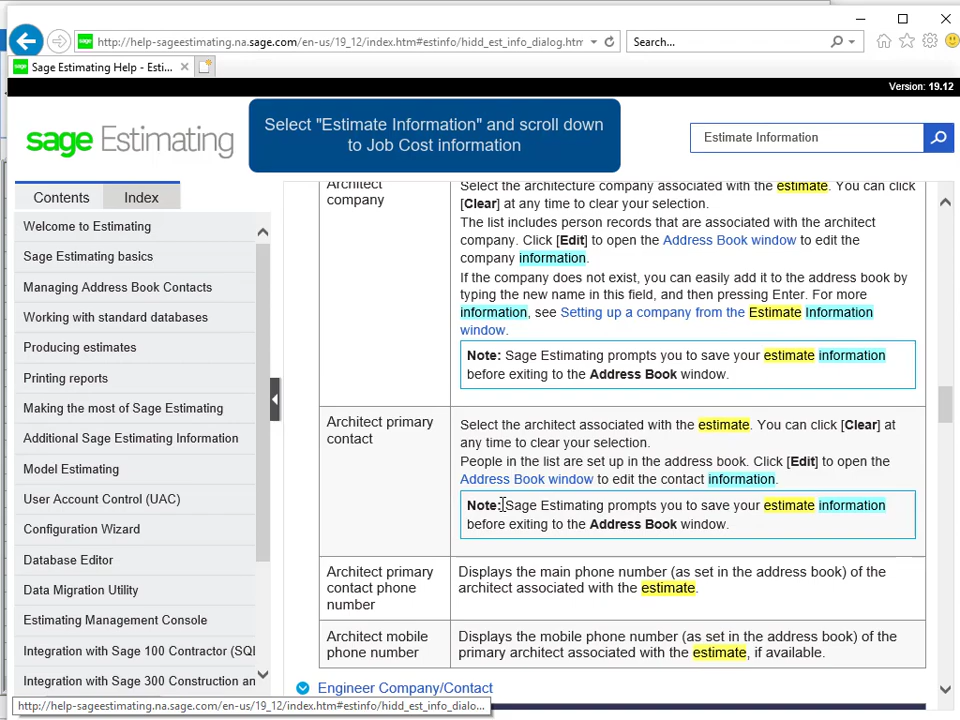 http://help-sageestimating.na.sage.com/en-us/19_12/index.htm#estinfo/hidd_est_info_dialog.htm
Search...
Sage Estimating Help - Esti...
Version: 19.12
Select "Estimate Information" and scroll down
to Job Cost information
sage Estimating
Estimate Information
Contents
Index
Welcome to Estimating
Sage Estimating basics
Managing Address Book Contacts
Working with standard databases
Producing estimates
Printing reports
Making the most of Sage Estimating
Additional Sage Estimating Information
Model Estimating
User Account Control (UAC)
Configuration Wizard
Database Editor
Data Migration Utility
Estimating Management Console
Integration with Sage 100 Contractor (SQL
Integration with Sage 300 Construction an
Architect
company
Select the architecture company associated with the estimate. You can click
[Clear] at any time to clear your selection.
The list includes person records that are associated with the architect
company. Click [Edit] to open the Address Book window to edit the
company information.
If the company does not exist, you can easily add it to the address book by
typing the new name in this field, and then pressing Enter. For more
information, see Setting up a company from the Estimate Information
window.
Note: Sage Estimating prompts you to save your estimate information
before exiting to the Address Book window.
Architect primary
contact
Select the architect associated with the estimate. You can click [Clear] at
any time to clear your selection.
People in the list are set up in the address book. Click [Edit] to open the
Address Book window to edit the contact information.
Note: Sage Estimating prompts you to save your estimate information
before exiting to the Address Book window.
Architect primary
contact phone
number
Displays the main phone number (as set in the address book) of the
architect associated with the estimate.
Architect mobile
phone number
Displays the mobile phone number (as set in the address book) of the
primary architect associated with the estimate, if available.
Engineer Company/Contact
http://help-sageestimating.na.sage.com/en-us/19_12/index.htm#estinfo/hidd_est_info_dialo...